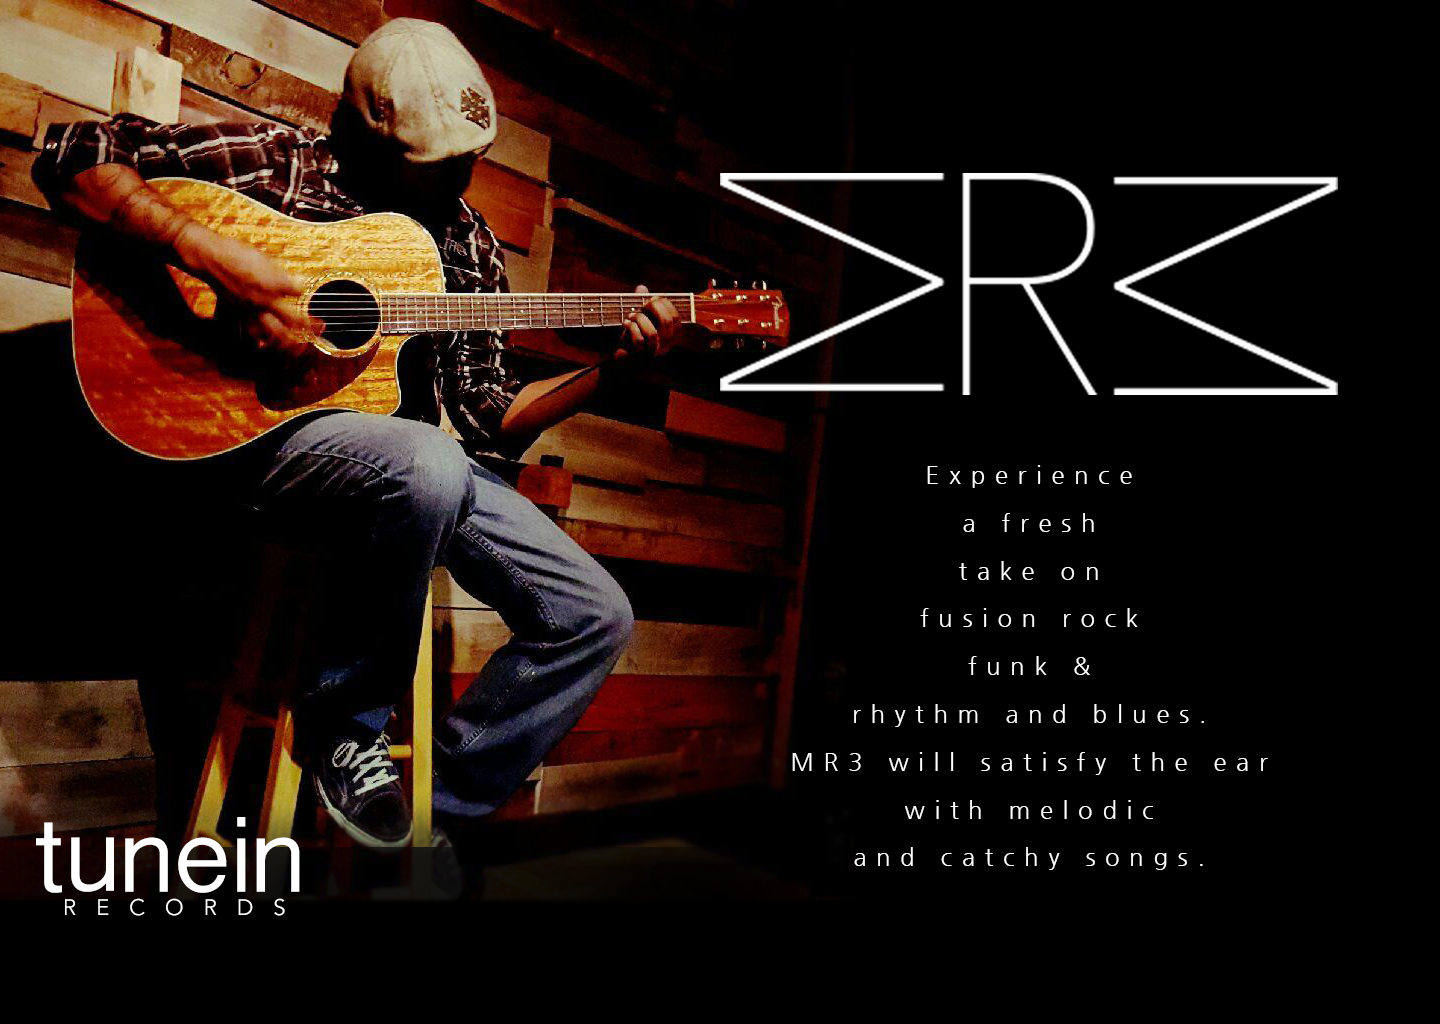 ΣRΣ
Experience
a fresh
take on
fusion rock
funk &
rhythm and blues.
MR3 will satisfy the ear
with melodic
and catchy songs.
tunein
RECORDS